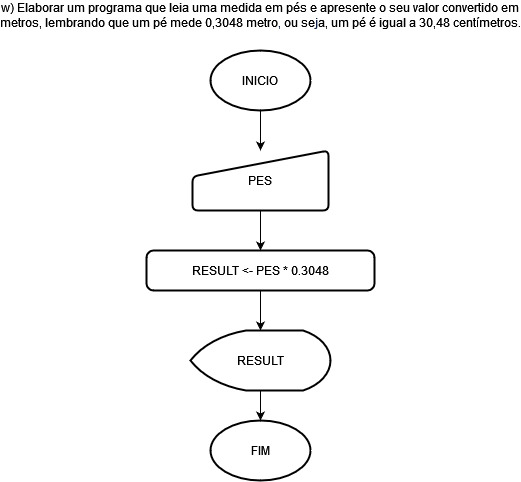 w) Elaborar um programa que leia uma medida em pés e apresente o seu valor convertido em
metros, lembrando que um pé mede 0,3048 metro, ou seja, um pé é igual a 30,48 centímetros.
INICIO
PES
RESULT <- PES * 0.3048
RESULT
FIM